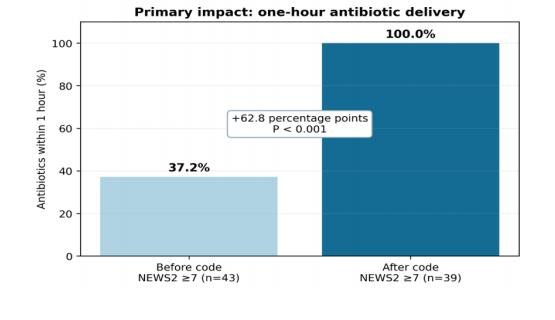 Primary impact: one-hour antibiotic delivery
Antibiotics within 1 hour (%)
100
80
60
40
20
0
37.2%
100.0%
+62.8 percentage points
P < 0.001
Before code
NEWS2 ≥7 (n=43)
After code
NEWS2 ≥7 (n=39)